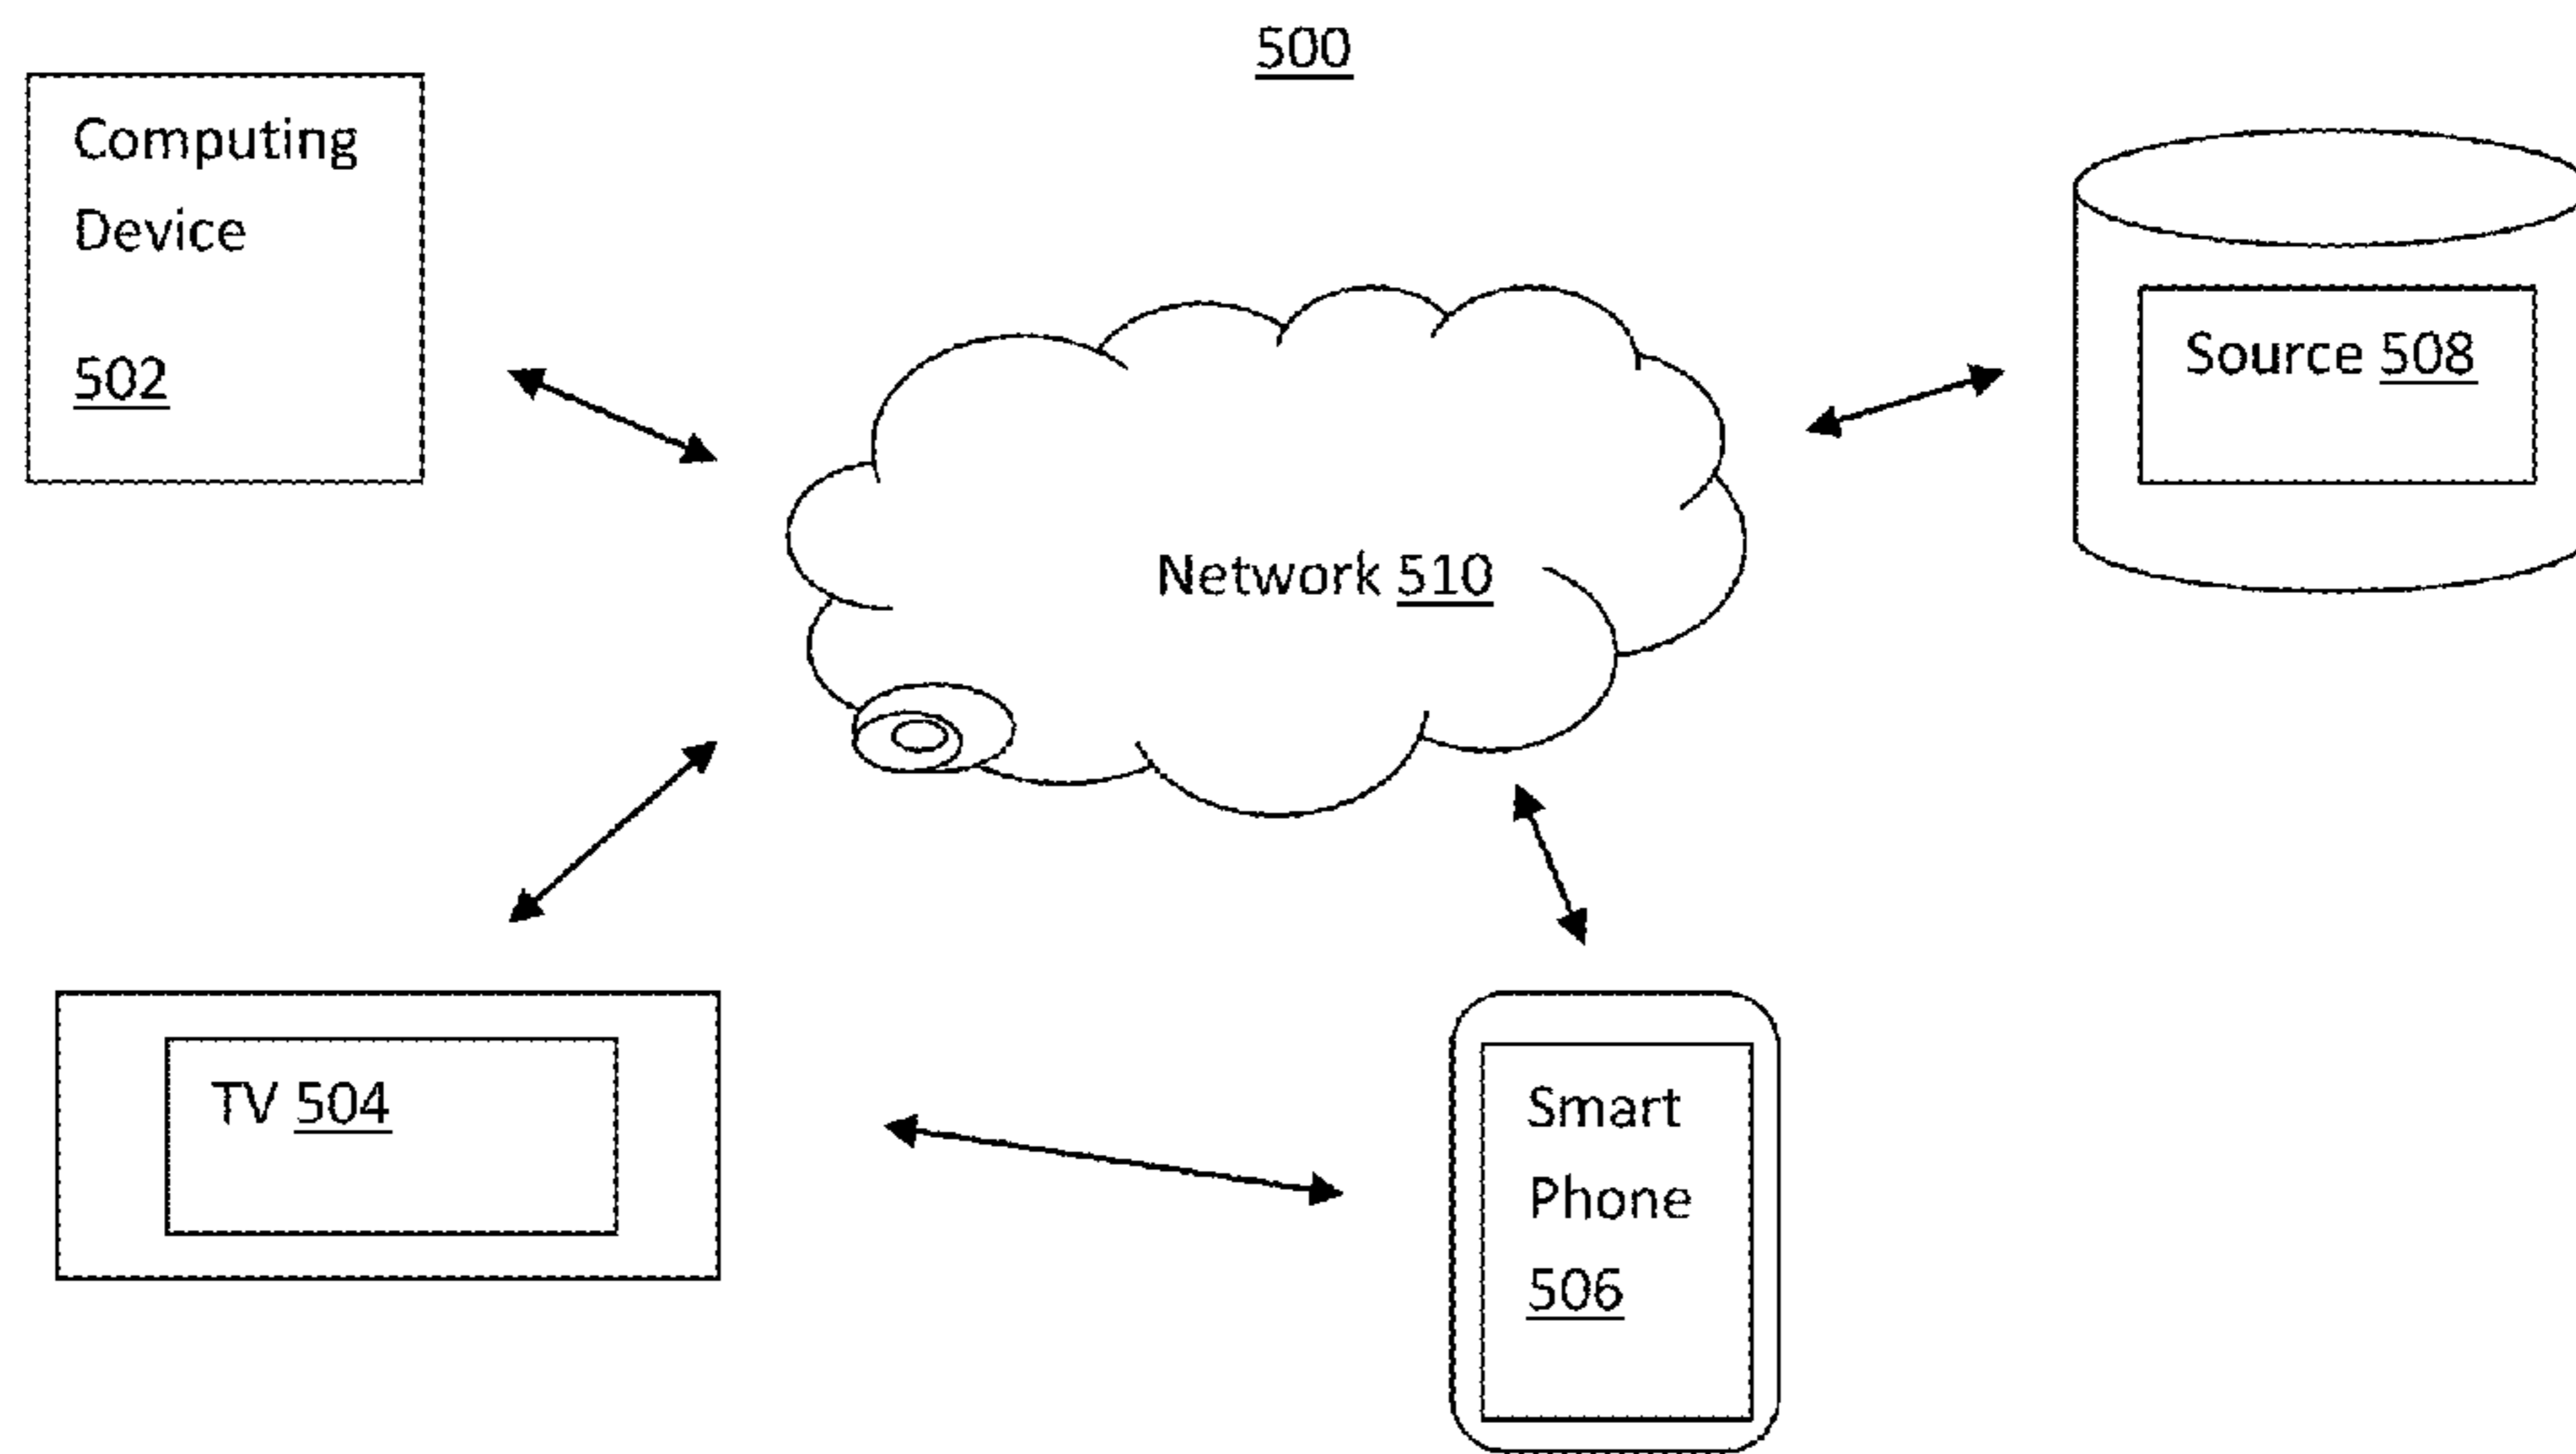 500
Computing
Device
502
Source 508
Network 510
TV 504
Smart
Phone
506